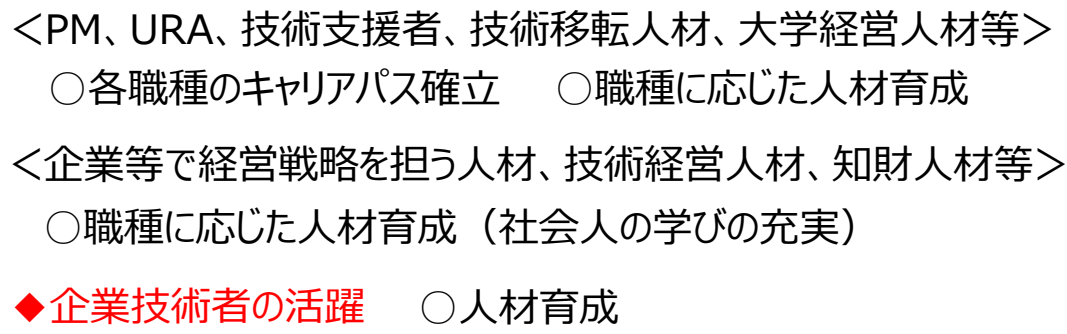 ＜PM、URA、技術支援者、技術移転人材、大学経営人材等＞
○各職種のキャリアパス確立　○職種に応じた人材育成
＜企業等で経営戦略を担う人材、技術経営人材、知財人材等＞
○職種に応じた人材育成（社会人の学びの充実）
◆企業技術者の活躍　○人材育成